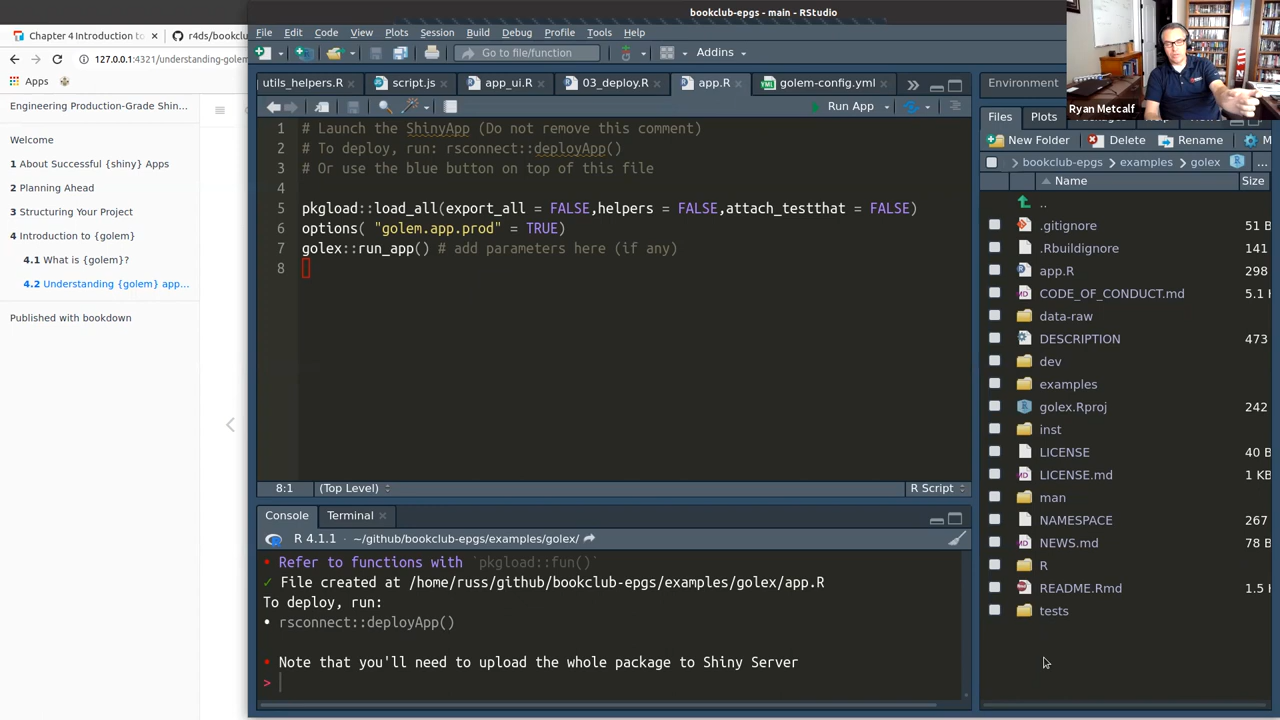 bookclub-epgs - main - RStudio
Chapter 4 Introduction to
r4ds/bookclu
127.0.0.1:4321/understanding-golem
Apps
Engineering Production-Grade Shin...
Welcome
1 About Successful {shiny} Apps
2 Planning Ahead
3 Structuring Your Project
4 Introduction to {golem}
4.1 What is {golem}?
4.2 Understanding {golem} app...
Published with bookdown
File Edit Code View Plots Session Build Debug Profile Tools Help
Go to file/function
Addins
utils_helpers.R
script.js
app_ui.R
03_deploy.R
app.R
golem-config.yml
Run App
1 # Launch the ShinyApp (Do not remove this comment)
2 # To deploy, run: rsconnect::deployApp()
3 # Or use the blue button on top of this file
4
5 pkgload::load_all(export_all = FALSE,helpers = FALSE,attach_testthat = FALSE)
6 options( "golem.app.prod" = TRUE)
7 golex::run_app() # add parameters here (if any)
8
8:1 (Top Level) R Script
Console Terminal
R 4.1.1 · ~/github/bookclub-epgs/examples/golex/
• Refer to functions with `pkgload::fun()`
✓ File created at /home/russ/github/bookclub-epgs/examples/golex/app.R
To deploy, run:
• rsconnect::deployApp()
• Note that you'll need to upload the whole package to Shiny Server
>
Ryan Metcalf
Environment
Files Plots
New Folder Delete Rename M
bookclub-epgs examples golex ...
Name Size
..
.gitignore 51 B
.Rbuildignore 141
app.R 298
CODE_OF_CONDUCT.md 5.1 K
data-raw
DESCRIPTION 473
dev
examples
golex.Rproj 242
inst
LICENSE 40 B
LICENSE.md 1 KB
man
NAMESPACE 267
NEWS.md 78 B
R
README.Rmd 1.5 K
tests